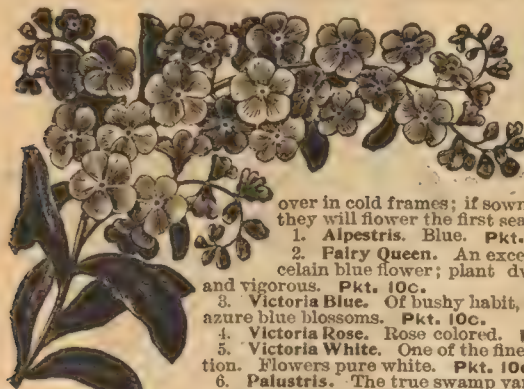 over in cold frames; if sown
they will flower the first sea
1. Alpestris. Blue. Pkt.
2. Fairy Queen. An exce
celain blue flower; plant dw
and vigorous. Pkt. 10c.
3. Victoria Blue. Of bushy habit,
azure blue blossoms. Pkt. 10c.
4. Victoria Rose. Rose colored.
5. Victoria White. One of the fine
tion. Flowers pure white. Pkt. 10
6. Palustris. The true swamp va